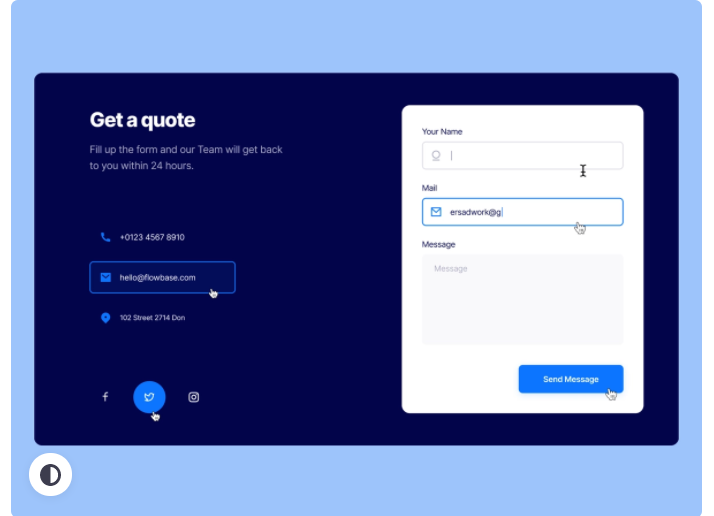 Get a quote
Fill up the form and our Team will get back
to you within 24 hours.
+0123 4567 8910
hello@flowbase.com
102 Street 2714 Don
Your Name
Mail
ersadwork@g
Message
Message
Send Message